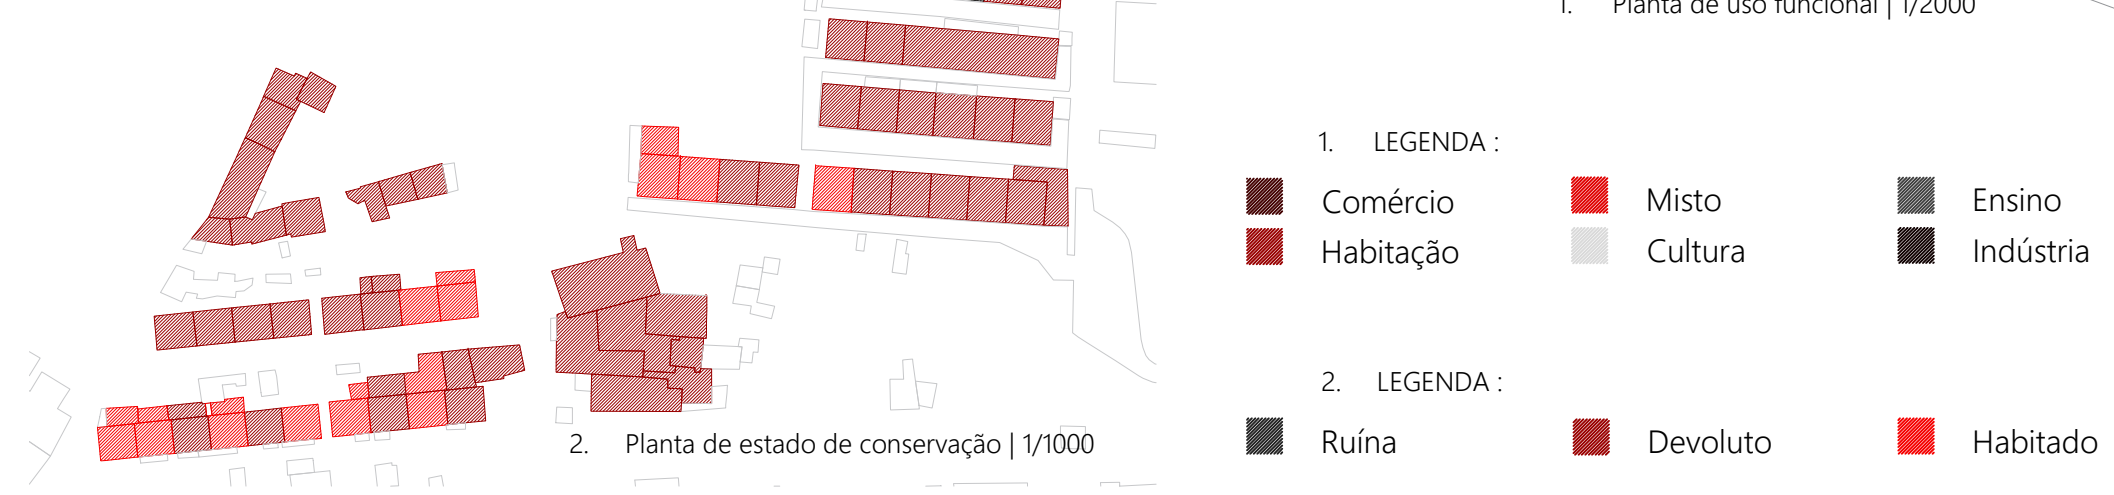 1. Planta de uso funcional | 1/2000
1. LEGENDA :
Comércio Misto Ensino
Habitação Cultura Indústria
2. LEGENDA :
2. Planta de estado de conservação | 1/1000
Ruína Devoluto Habitado